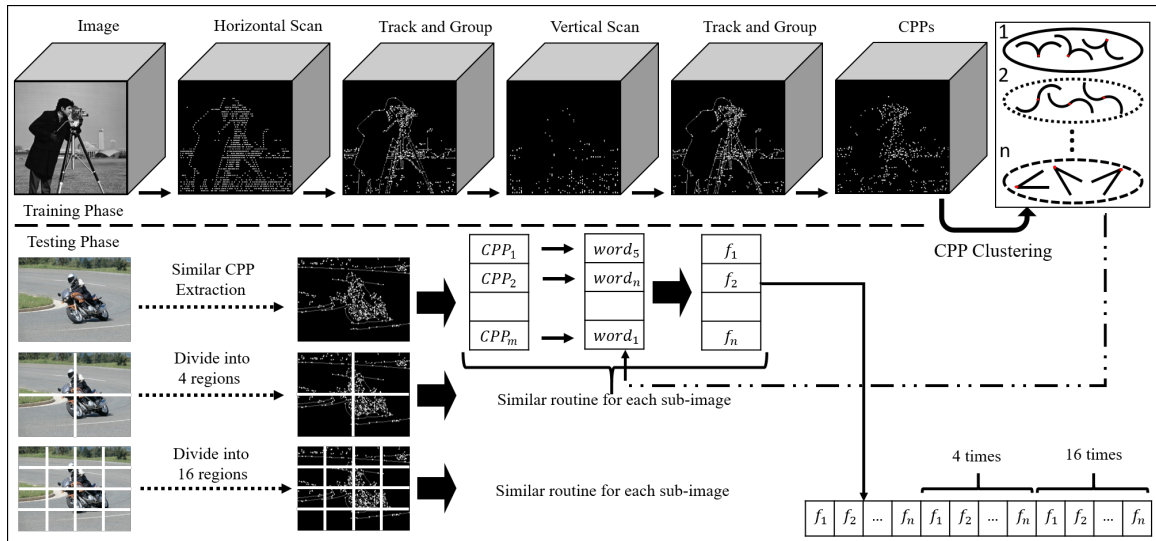 Image
Horizontal Scan
Track and Group
Vertical Scan
Track and Group
CPPs
1
2
n
Training Phase
CPP Clustering
Testing Phase
Similar CPP
Extraction
CPP₁
word₅
f₁
CPP₂
wordₙ
f₂
CPPₘ
word₁
fₙ
Divide into
4 regions
Similar routine for each sub-image
Divide into
16 regions
Similar routine for each sub-image
4 times
16 times
f₁ f₂ ... fₙ f₁ f₂ ... fₙ f₁ f₂ ... fₙ